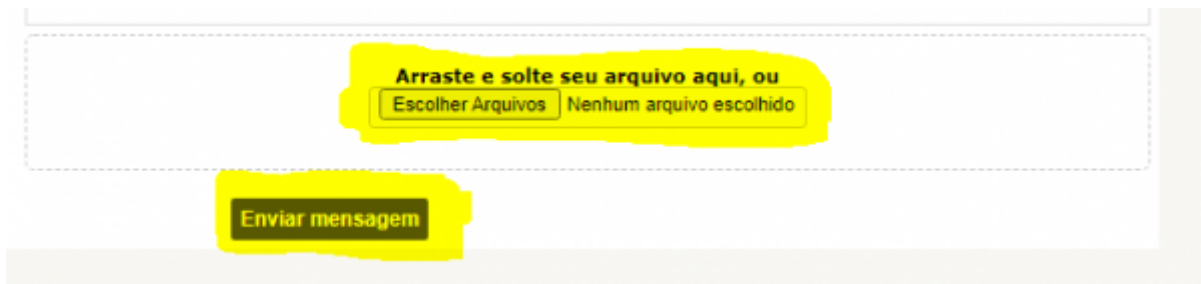 Arraste e solte seu arquivo aqui, ou
Escolher Arquivos Nenhum arquivo escolhido
Enviar mensagem